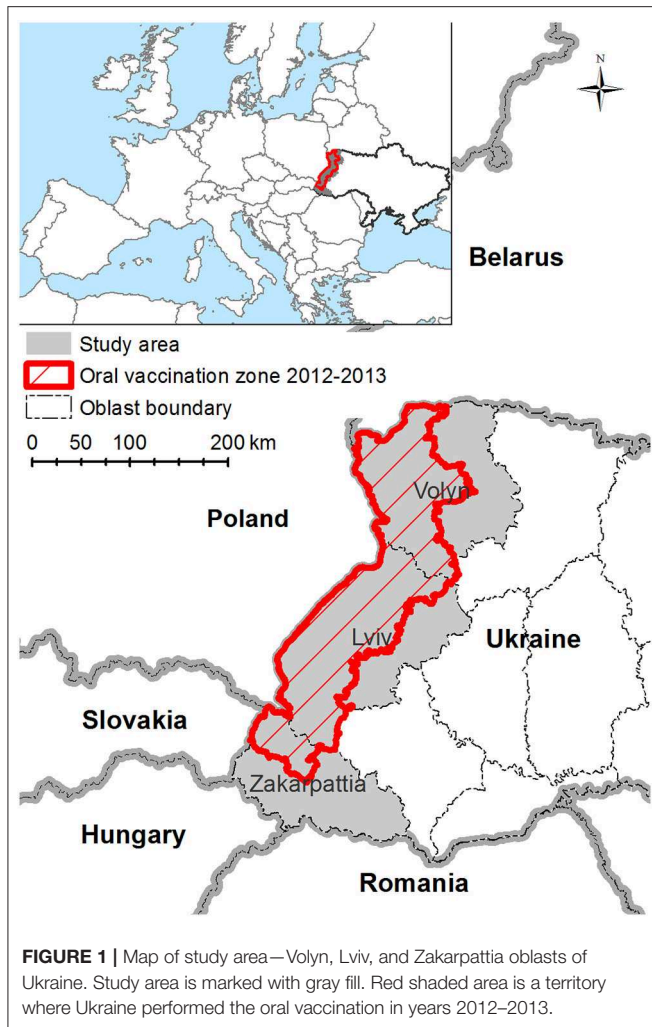 N
Belarus
Study area
Oral vaccination zone 2012-2013
Oblast boundary
0 50 100 200 km
Volyn
Poland
Lviv
Ukraine
Slovakia
Zakarpattia
Hungary
Romania
FIGURE 1 | Map of study area—Volyn, Lviv, and Zakarpattia oblasts of
Ukraine. Study area is marked with gray fill. Red shaded area is a territory
where Ukraine performed the oral vaccination in years 2012–2013.